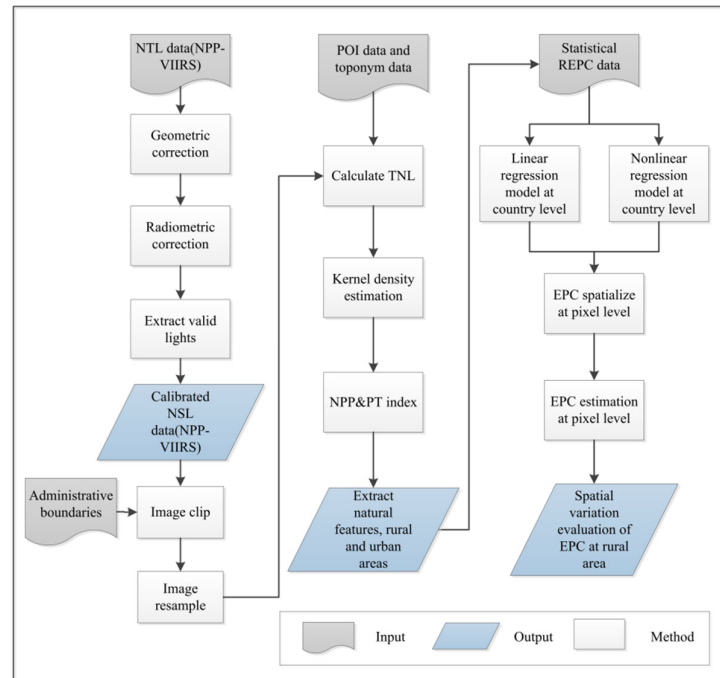 NTL data(NPP-
VIIRS)
Geometric
correction
Radiometric
correction
Extract valid
lights
Calibrated
NSL
data(NPP-
VIIRS)
Administrative
boundaries
Image clip
Image
resample
POI data and
toponym data
Calculate TNL
Kernel density
estimation
NPP&PT index
Extract
natural
features, rural
and urban
areas
Statistical
REPC data
Linear
regression
model at
country level
Nonlinear
regression
model at
country level
EPC spatialize
at pixel level
EPC estimation
at pixel level
Spatial
variation
evaluation of
EPC at rural
area
Input
Output
Method